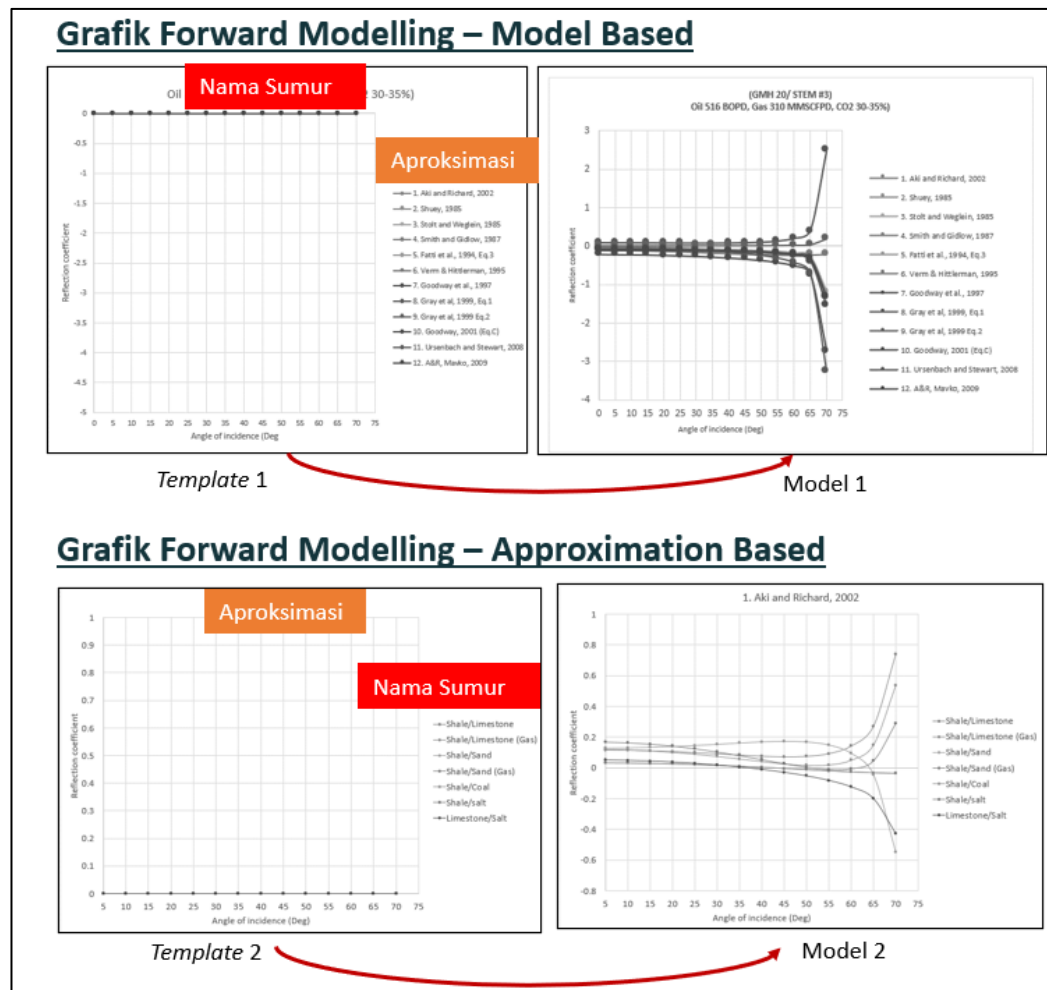 Grafik Forward Modelling – Model Based
Nama Sumur
Oil
2 30-35%)
Aproksimasi
0
-0.5
-1
-1.5
-2
-2.5
-3
-3.5
-4
-4.5
-5
Reflection coefficient
0 5 10 15 20 25 30 35 40 45 50 55 60 65 70 75
Angle of incidence (Deg
1. Aki and Richard, 2002
2. Shuey, 1985
3. Stolt and Weglein, 1985
4. Smith and Gidlow, 1987
5. Fatti et al., 1994, Eq.3
6. Verm & Hittlerman, 1995
7. Goodway et al., 1997
8. Gray et al, 1999, Eq.1
9. Gray et al, 1999 Eq.2
10. Goodway, 2001 (Eq.C)
11. Ursenbach and Stewart, 2008
12. A&R, Mavko, 2009
Template 1
(GMH 20/ STEM #3)
Oil 516 BOPD, Gas 310 MMSCFPD, CO2 30-35%)
3
2
1
0
-1
-2
-3
-4
Reflection coefficient
0 5 10 15 20 25 30 35 40 45 50 55 60 65 70 75
Angle of incidence (Deg)
1. Aki and Richard, 2002
2. Shuey, 1985
3. Stolt and Weglein, 1985
4. Smith and Gidlow, 1987
5. Fatti et al., 1994, Eq.3
6. Verm & Hittlerman, 1995
7. Goodway et al., 1997
8. Gray et al, 1999, Eq.1
9. Gray et al, 1999 Eq.2
10. Goodway, 2001 (Eq.C)
11. Ursenbach and Stewart, 2008
12. A&R, Mavko, 2009
Model 1
Grafik Forward Modelling – Approximation Based
Aproksimasi
Nama Sumur
1
0.9
0.8
0.7
0.6
0.5
0.4
0.3
0.2
0.1
0
Reflection coefficient
5 10 15 20 25 30 35 40 45 50 55 60 65 70 75
Angle of incidence (Deg)
Shale/Limestone
Shale/Limestone (Gas)
Shale/Sand
Shale/Sand (Gas)
Shale/Coal
Shale/salt
Limestone/Salt
Template 2
1. Aki and Richard, 2002
1
0.8
0.6
0.4
0.2
0
-0.2
-0.4
-0.6
-0.8
Reflection coefficient
5 10 15 20 25 30 35 40 45 50 55 60 65 70 75
Angle of incidence (Deg)
Shale/Limestone
Shale/Limestone (Gas)
Shale/Sand
Shale/Sand (Gas)
Shale/Coal
Shale/salt
Limestone/Salt
Model 2